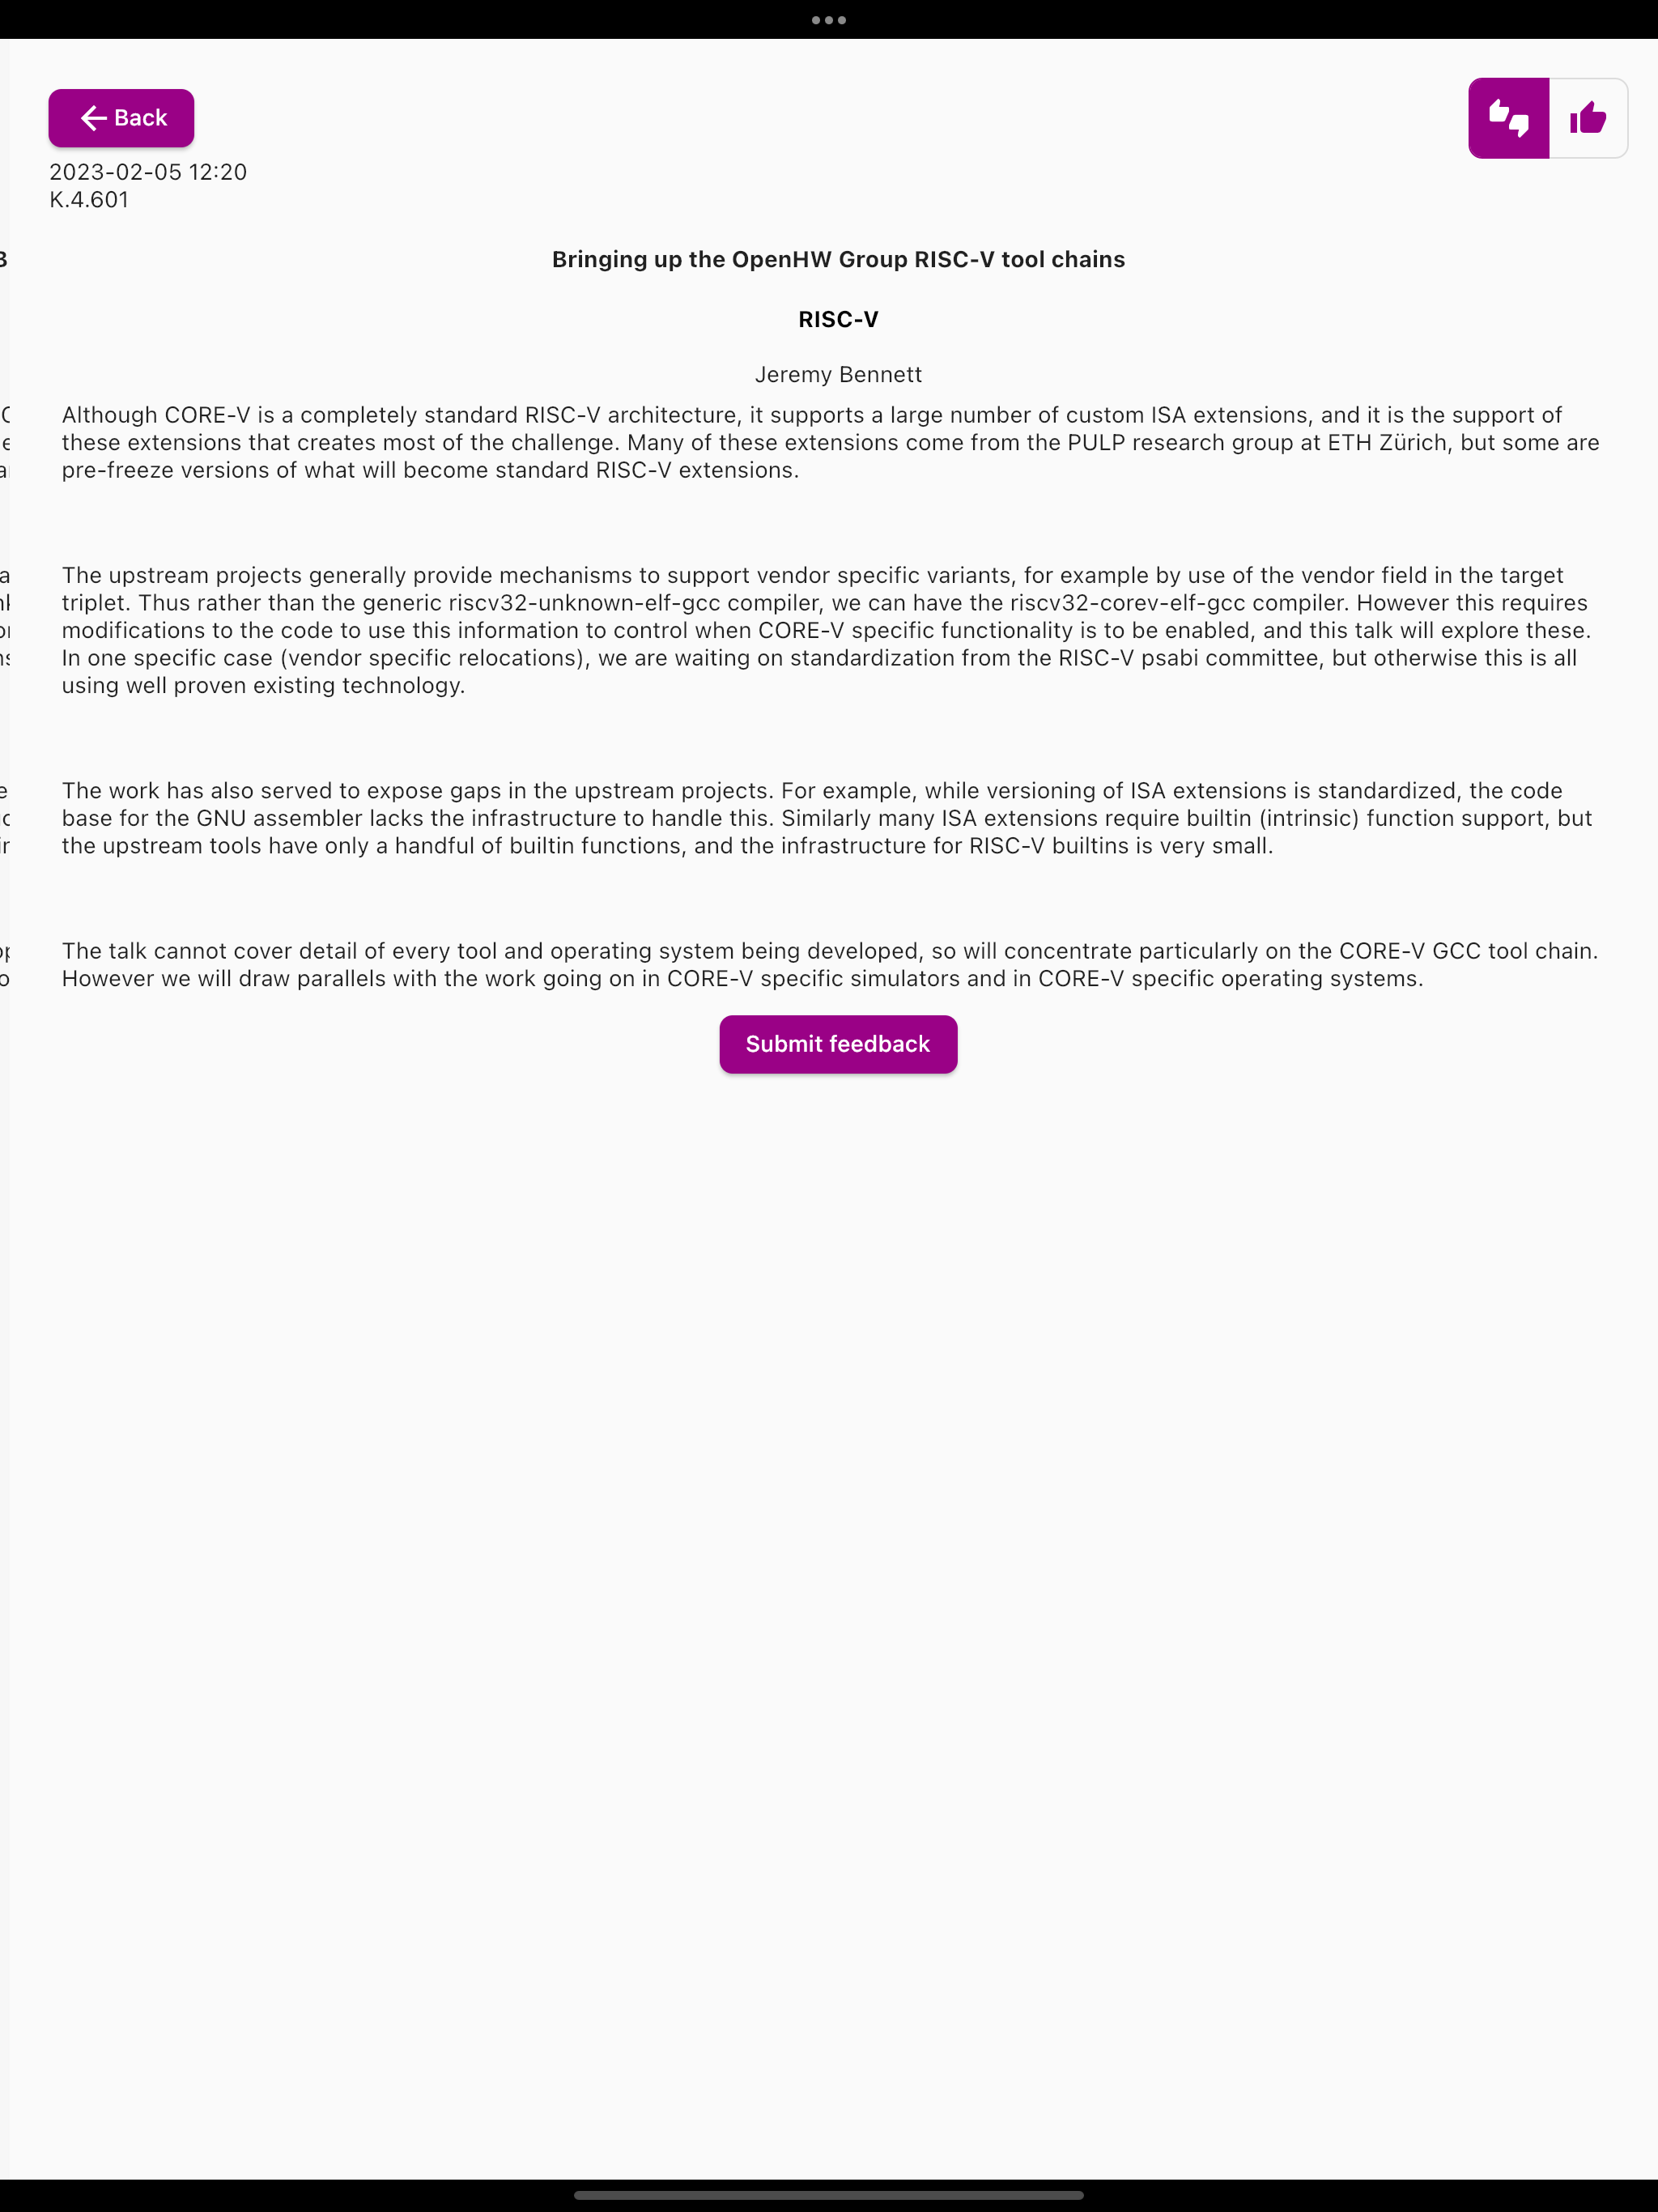 Back
2023-02-05 12:20
K.4.601
Bringing up the OpenHW Group RISC-V tool chains
RISC-V
Jeremy Bennett
Although CORE-V is a completely standard RISC-V architecture, it supports a large number of custom ISA extensions, and it is the support of
these extensions that creates most of the challenge. Many of these extensions come from the PULP research group at ETH Zürich, but some are
pre-freeze versions of what will become standard RISC-V extensions.
The upstream projects generally provide mechanisms to support vendor specific variants, for example by use of the vendor field in the target
triplet. Thus rather than the generic riscv32-unknown-elf-gcc compiler, we can have the riscv32-corev-elf-gcc compiler. However this requires
modifications to the code to use this information to control when CORE-V specific functionality is to be enabled, and this talk will explore these.
In one specific case (vendor specific relocations), we are waiting on standardization from the RISC-V psabi committee, but otherwise this is all
using well proven existing technology.
The work has also served to expose gaps in the upstream projects. For example, while versioning of ISA extensions is standardized, the code
base for the GNU assembler lacks the infrastructure to handle this. Similarly many ISA extensions require builtin (intrinsic) function support, but
the upstream tools have only a handful of builtin functions, and the infrastructure for RISC-V builtins is very small.
The talk cannot cover detail of every tool and operating system being developed, so will concentrate particularly on the CORE-V GCC tool chain.
However we will draw parallels with the work going on in CORE-V specific simulators and in CORE-V specific operating systems.
Submit feedback